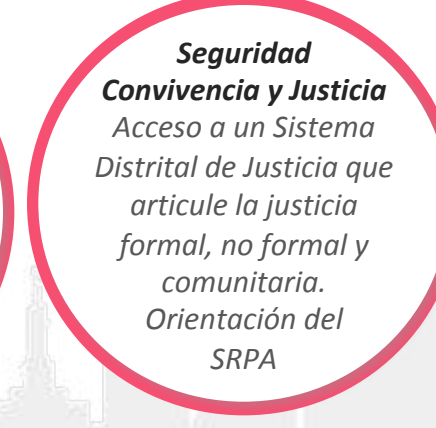 Seguridad
Convivencia y Justicia
Acceso a un Sistema
Distrital de Justicia que
articule la justicia
formal, no formal y
comunitaria.
Orientación del
SRPA